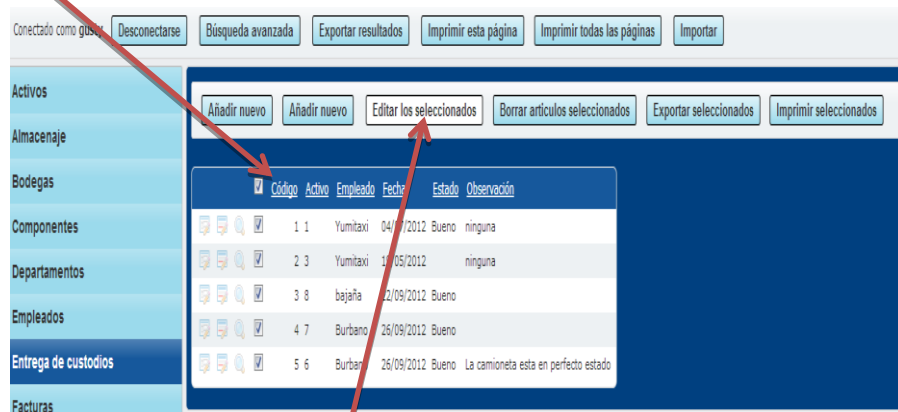 Conectado como gusty Desconectarse Búsqueda avanzada Exportar resultados Imprimir esta página Imprimir todas las páginas Importar
Activos
Almacenaje
Bodegas
Componentes
Departamentos
Empleados
Entrega de custodios
Facturas
Añadir nuevo Añadir nuevo Editar los seleccionados Borrar articulos seleccionados Exportar seleccionados Imprimir seleccionados
Código Activo Empleado Fecha Estado Observación
1 1 Yumitaxi Bueno ninguna
2 3 Yumitaxi ninguna
3 8 bajaña 22/09/2012 Bueno
4 7 Burbano 26/09/2012 Bueno
5 6 Burbano 26/09/2012 Bueno La camioneta esta en perfecto estado